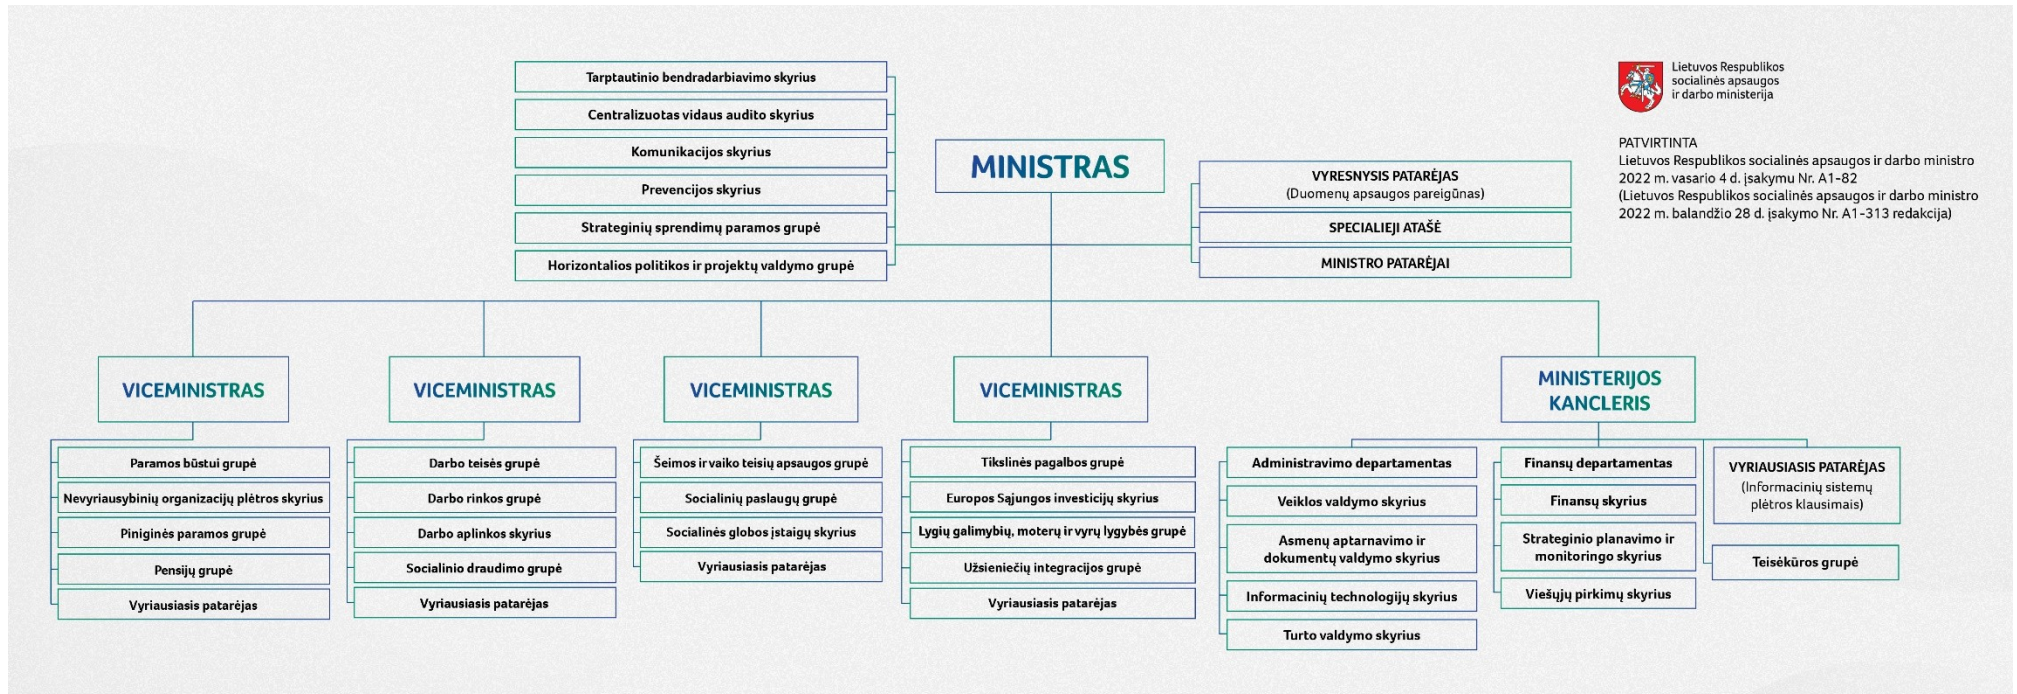 Tarptautinio bendradarbiavimo skyrius
Centralizuotas vidaus audito skyrius
Komunikacijos skyrius
Prevencijos skyrius
Strateginių sprendimų paramos grupė
Horizontalios politikos ir projektų valdymo grupė
MINISTRAS
VYRESNYSIS PATARĖJAS
(Duomenų apsaugos pareigūnas)
SPECIALIEJI ATAŠĖ
MINISTRO PATARĖJAI
Lietuvos Respublikos
socialinės apsaugos
ir darbo ministerija
PATVIRTINTA
Lietuvos Respublikos socialinės apsaugos ir darbo ministro
2022 m. vasario 4 d. įsakymu Nr. A1-82
(Lietuvos Respublikos socialinės apsaugos ir darbo ministro
2022 m. balandžio 28 d. įsakymo Nr. A1-313 redakcija)
VICEMINISTRAS
Paramos būstui grupė
Nevyriausybinių organizacijų plėtros skyrius
Piniginės paramos grupė
Pensijų grupė
Vyriausiasis patarėjas
VICEMINISTRAS
Darbo teisės grupė
Darbo rinkos grupė
Darbo aplinkos skyrius
Socialinio draudimo grupė
Vyriausiasis patarėjas
VICEMINISTRAS
Šeimos ir vaiko teisių apsaugos grupė
Socialinių paslaugų grupė
Socialinės globos įstaigų skyrius
Vyriausiasis patarėjas
VICEMINISTRAS
Tikslinės pagalbos grupė
Europos Sąjungos investicijų skyrius
Lygių galimybių, moterų ir vyrų lygybės grupė
Užsieniečių integracijos grupė
Vyriausiasis patarėjas
MINISTERIJOS
KANCLERIS
Administravimo departamentas
Veiklos valdymo skyrius
Asmenų aptarnavimo ir
dokumentų valdymo skyrius
Informacinių technologijų skyrius
Turto valdymo skyrius
Finansų departamentas
Finansų skyrius
Strateginio planavimo ir
monitoringo skyrius
Viešųjų pirkimų skyrius
VYRIAUSIASIS PATARĖJAS
(Informacinių sistemų
plėtros klausimais)
Teisėkūros grupė